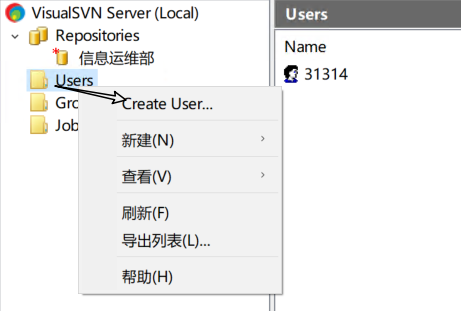 VisualSVN Server (Local)
Repositories
信息运维部
Users
Gro
Job
Create User...
新建(N)
查看(V)
刷新(F)
导出列表(L)...
帮助(H)
Users
Name
31314